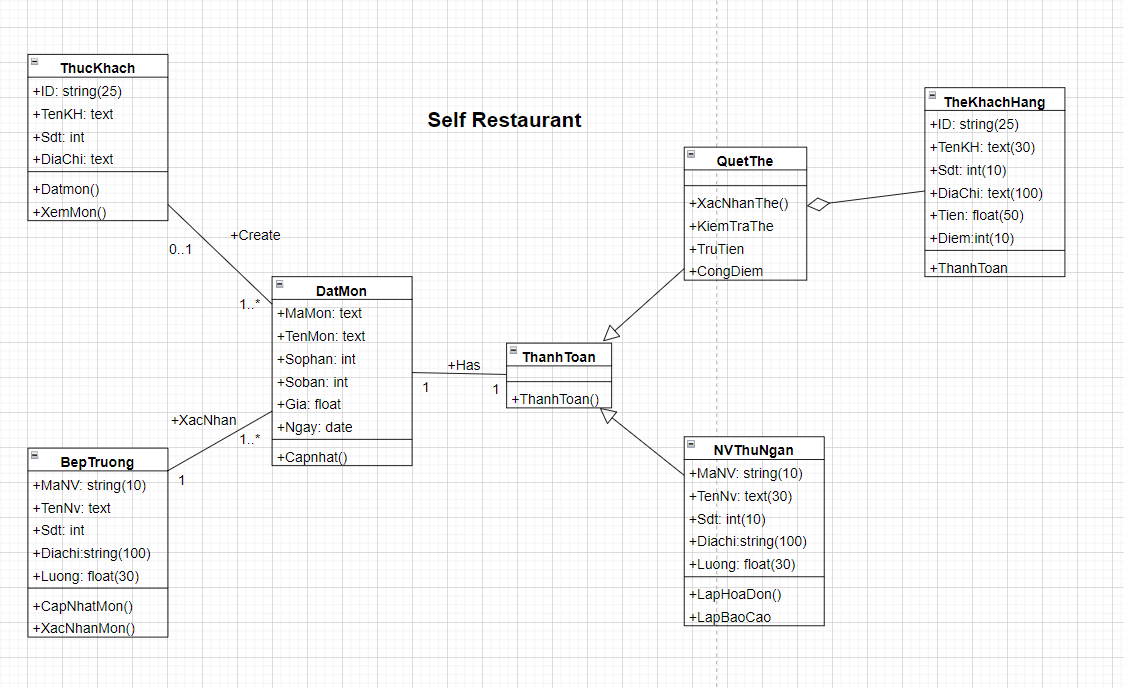 ThucKhach
+ID: string(25)
+TenKH: text
+Sdt: int
+DiaChi: text
+Datmon()
+XemMon()
Self Restaurant
+Create
0..1
1..*
DatMon
+MaMon: text
+TenMon: text
+Sophan: int
+Soban: int
+Gia: float
+Ngay: date
+Capnhat()
+XacNhan
1..*
1
BepTruong
+MaNV: string(10)
+TenNv: text
+Sdt: int
+Diachi:string(100)
+Luong: float(30)
+CapNhatMon()
+XacNhanMon()
+Has
1
1
ThanhToan
+ThanhToan()
QuetThe
+XacNhanThe()
+KiemTraThe
+TruTien
+CongDiem
TheKhachHang
+ID: string(25)
+TenKH: text(30)
+Sdt: int(10)
+DiaChi: text(100)
+Tien: float(50)
+Diem:int(10)
+ThanhToan
NVThuNgan
+MaNV: string(10)
+TenNv: text(30)
+Sdt: int(10)
+Diachi:string(100)
+Luong: float(30)
+LapHoaDon()
+LapBaoCao